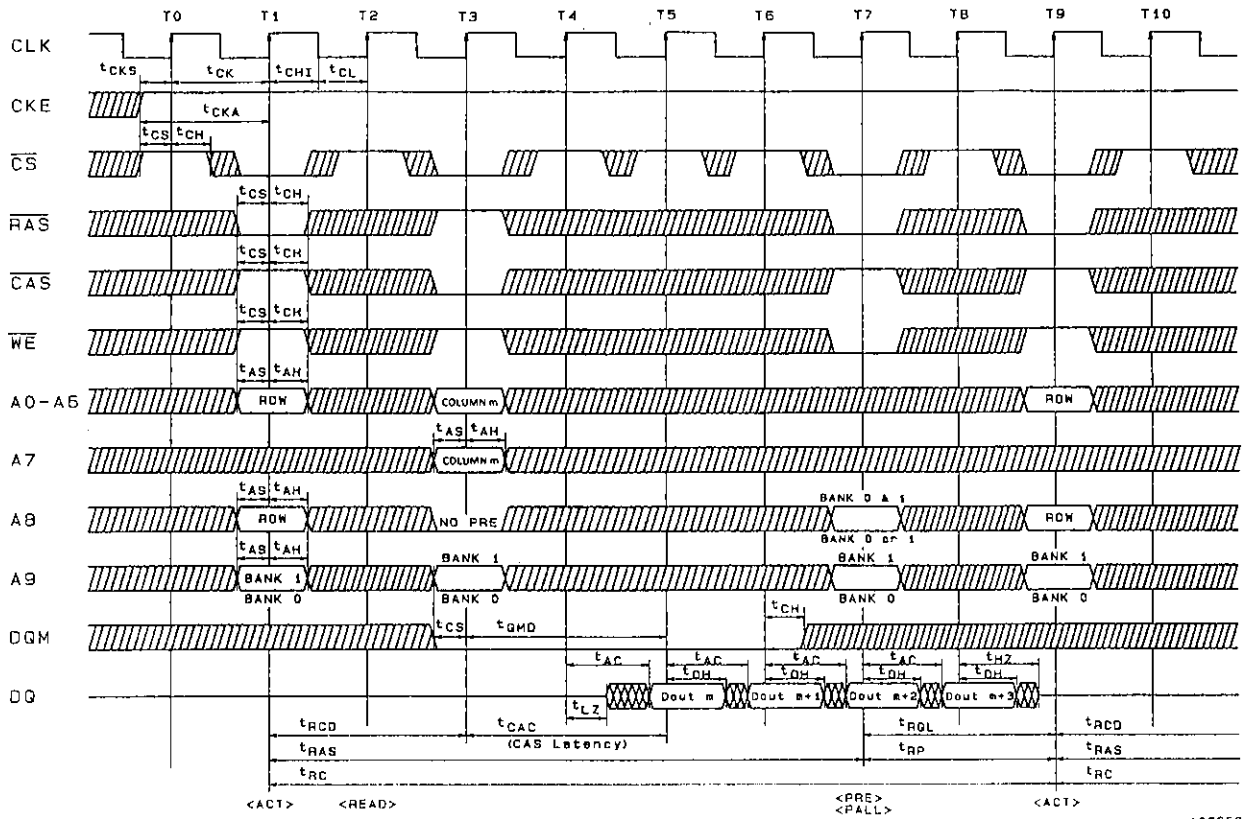 T0 T1 T2 T3 T4 T5 T6 T7 T8 T9 T10
CLK
tCKS tCK tCHI tCL
CKE
tCKA
tCS tCH
CS
tCS tCH
RAS
tCS tCH
CAS
tCS tCH
WE
tAS tAH
A0-A6 ROW COLUMN m ROW
tAS tAH
A7 COLUMN m
tAS tAH BANK 0 & 1
A8 ROW NO PRE ROW
BANK 0 or 1
tAS tAH BANK 1 BANK 1 BANK 1
A9 BANK 1
BANK 0 BANK 0 BANK 0 BANK 0
tCH
DQM tCS tQMD
tAC tAC tAC tAC tHZ
tOH tOH tOH tOH
DQ Dout m Dout m+1 Dout m+2 Dout m+3
tLZ
tRCD tCAC tRQL tRCD
(CAS Latency)
tRAS tRP tRAS
tRC tRC
<ACT> <READ> <PRE> <ACT>
<PALL>